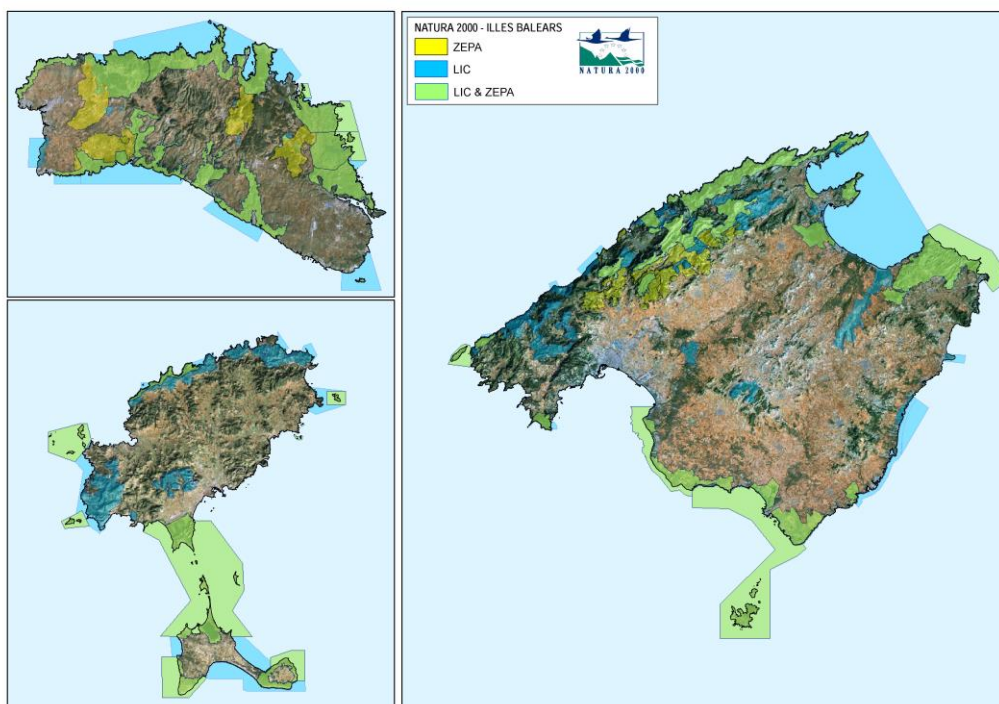 NATURA 2000 - ILLES BALEARS
ZEPA
LIC
LIC & ZEPA
NATURA 2000